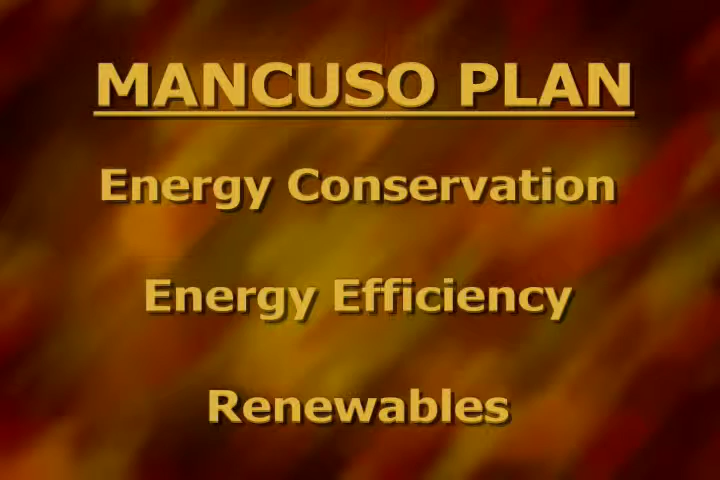 MANCUSO PLAN
Energy Conservation
Energy Efficiency
Renewables